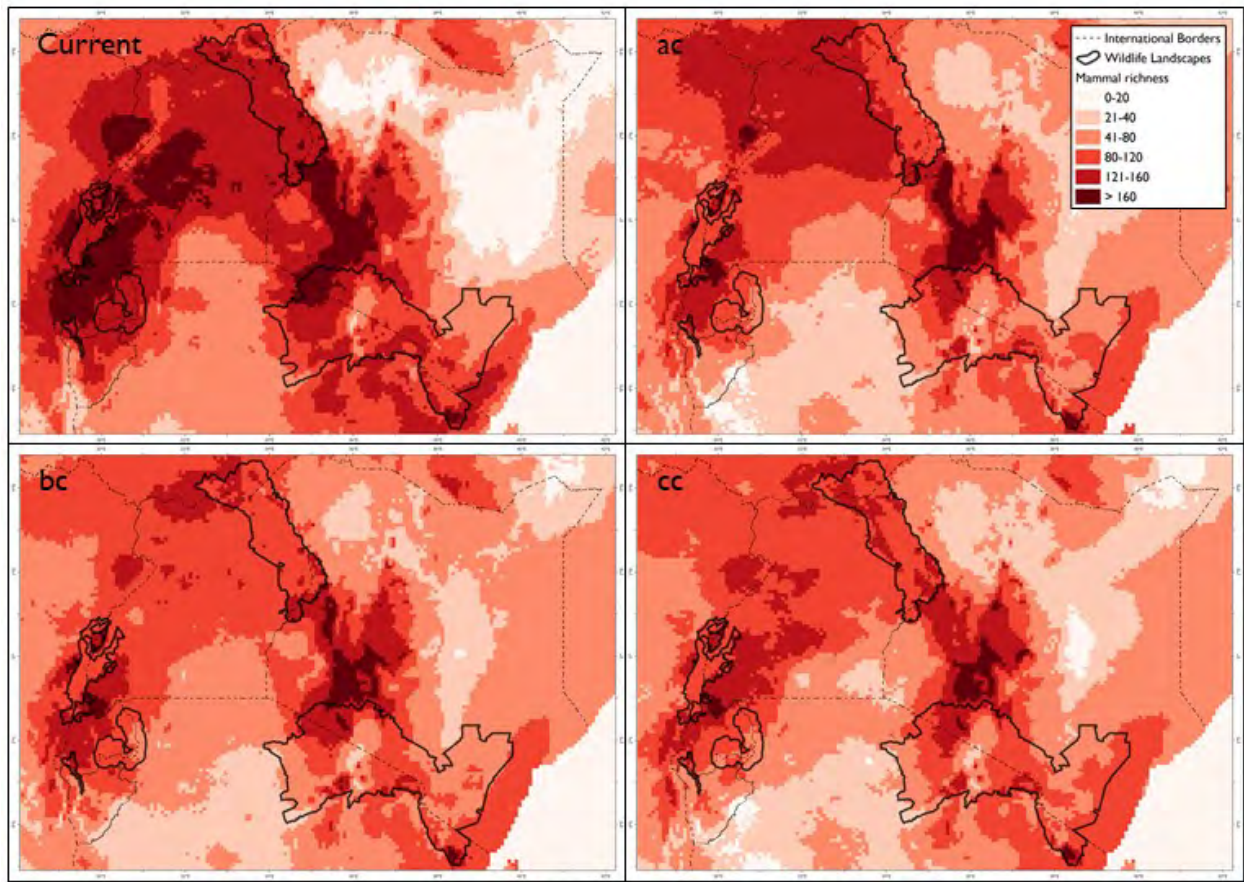 Current
ac
International Borders
Wildlife Landscapes
Mammal richness
0-20
21-40
41-80
80-120
121-160
> 160
bc
cc